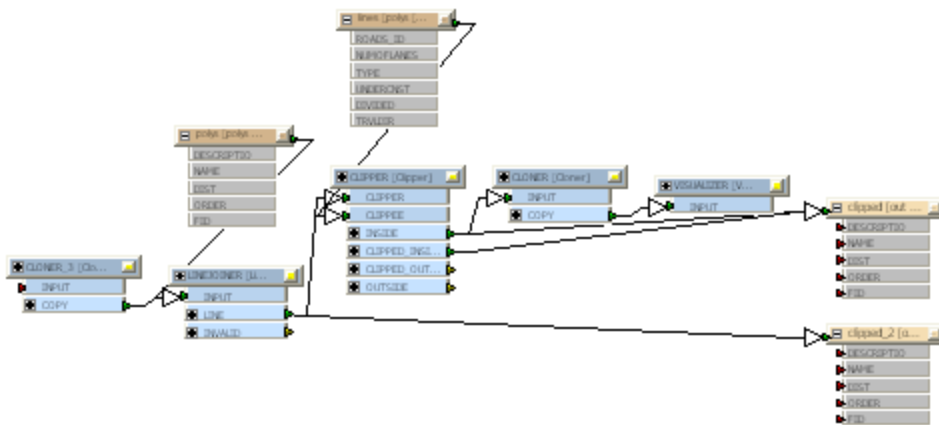 lines [polys [...
ROADS_ID
NUMOFLANES
TYPE
UNDERCNST
DIVIDED
TRVLDIR
polys [polys ...
DESCRIPTIO
NAME
DIST
ORDER
FID
CLIPPER [Clipper]
CLIPPER
CLIPPEE
INSIDE
CLIPPED_INSI...
CLIPPED_OUT...
OUTSIDE
CLONER [Cloner]
INPUT
COPY
VISUALIZER [V...
INPUT
CLONER_3 [Clo...
INPUT
COPY
LINEJOINER [Li...
INPUT
LINE
INVALID
clipped [out ...
DESCRIPTIO
NAME
DIST
ORDER
FID
clipped_2 [o...
DESCRIPTIO
NAME
DIST
ORDER
FID